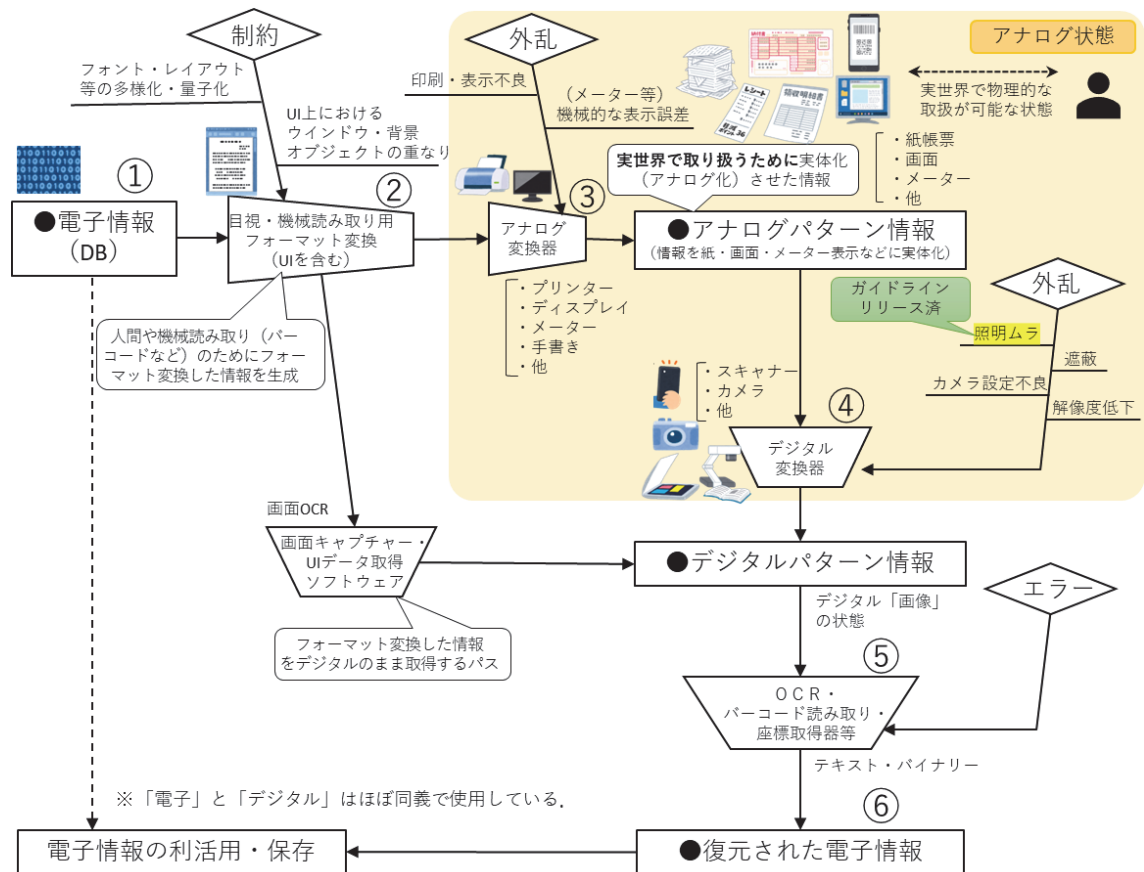 制約
フォント・レイアウト
等の多様化・量子化
UI上における
ウインドウ・背景
オブジェクトの重なり
外乱
印刷・表示不良
（メーター等）
機械的な表示誤差
アナログ状態
実世界で物理的な
取扱が可能な状態
レシート
領収明細書
・紙帳票
・画面
・メーター
・他
実世界で取り扱うために実体化
（アナログ化）させた情報
①
●電子情報
（DB）
②
目視・機械読み取り用
フォーマット変換
（UIを含む）
③
アナログ
変換器
●アナログパターン情報
(情報を紙・画面・メーター表示などに実体化)
人間や機械読み取り（バー
コードなど）のためにフォー
マット変換した情報を生成
・プリンター
・ディスプレイ
・メーター
・手書き
・他
ガイドライン
リリース済
外乱
照明ムラ
遮蔽
カメラ設定不良
解像度低下
・スキャナー
・カメラ
・他
④
デジタル
変換器
画面OCR
画面キャプチャー・
UIデータ取得
ソフトウェア
●デジタルパターン情報
フォーマット変換した情報
をデジタルのまま取得するパス
デジタル「画像」
の状態
エラー
⑤
ＯＣＲ・
バーコード読み取り・
座標取得器等
テキスト・バイナリー
※「電子」と「デジタル」はほぼ同義で使用している．
⑥
電子情報の利活用・保存
●復元された電子情報